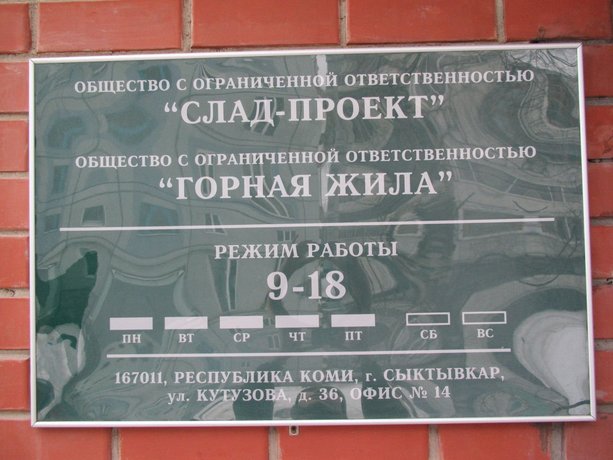 ОБЩЕСТВО С ОГРАНИЧЕННОЙ ОТВЕТСТВЕННОСТЬЮ
“СЛАД-ПРОЕКТ”
ОБЩЕСТВО С ОГРАНИЧЕННОЙ ОТВЕТСТВЕННОСТЬЮ
“ГОРНАЯ ЖИЛА”
РЕЖИМ РАБОТЫ
9-18
ПН ВТ СР ЧТ ПТ СБ ВС
167011, РЕСПУБЛИКА КОМИ, г. СЫКТЫВКАР,
ул. КУТУЗОВА, д. 36, ОФИС № 14